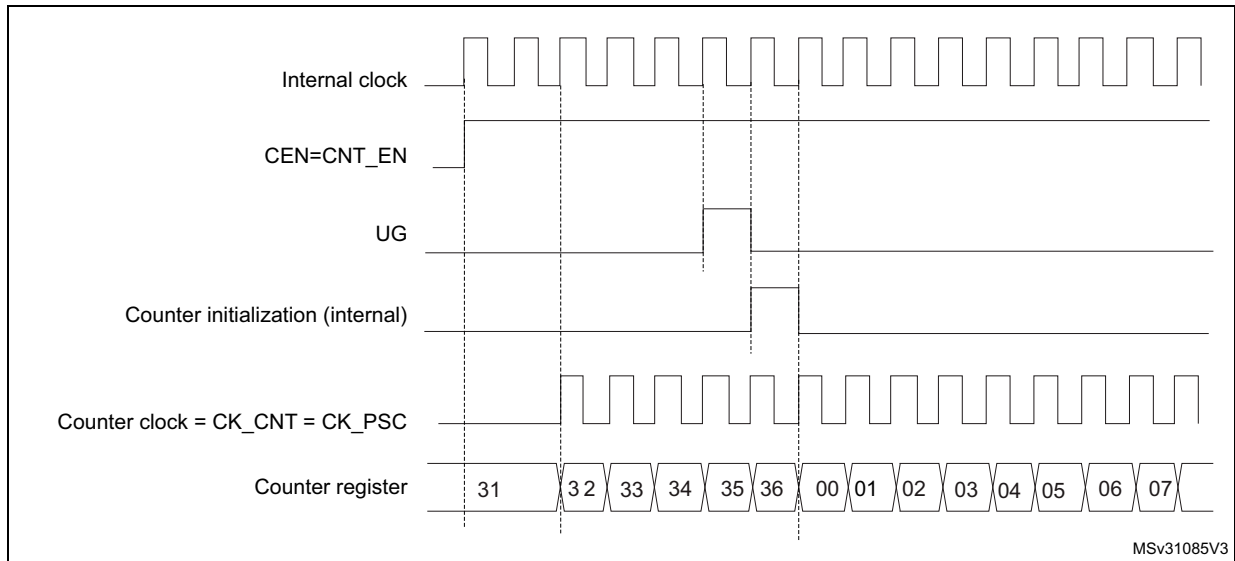 Internal clock
CEN=CNT_EN
UG
Counter initialization (internal)
Counter clock = CK_CNT = CK_PSC
Counter register 31 32 33 34 35 36 00 01 02 03 04 05 06 07
MSv31085V3